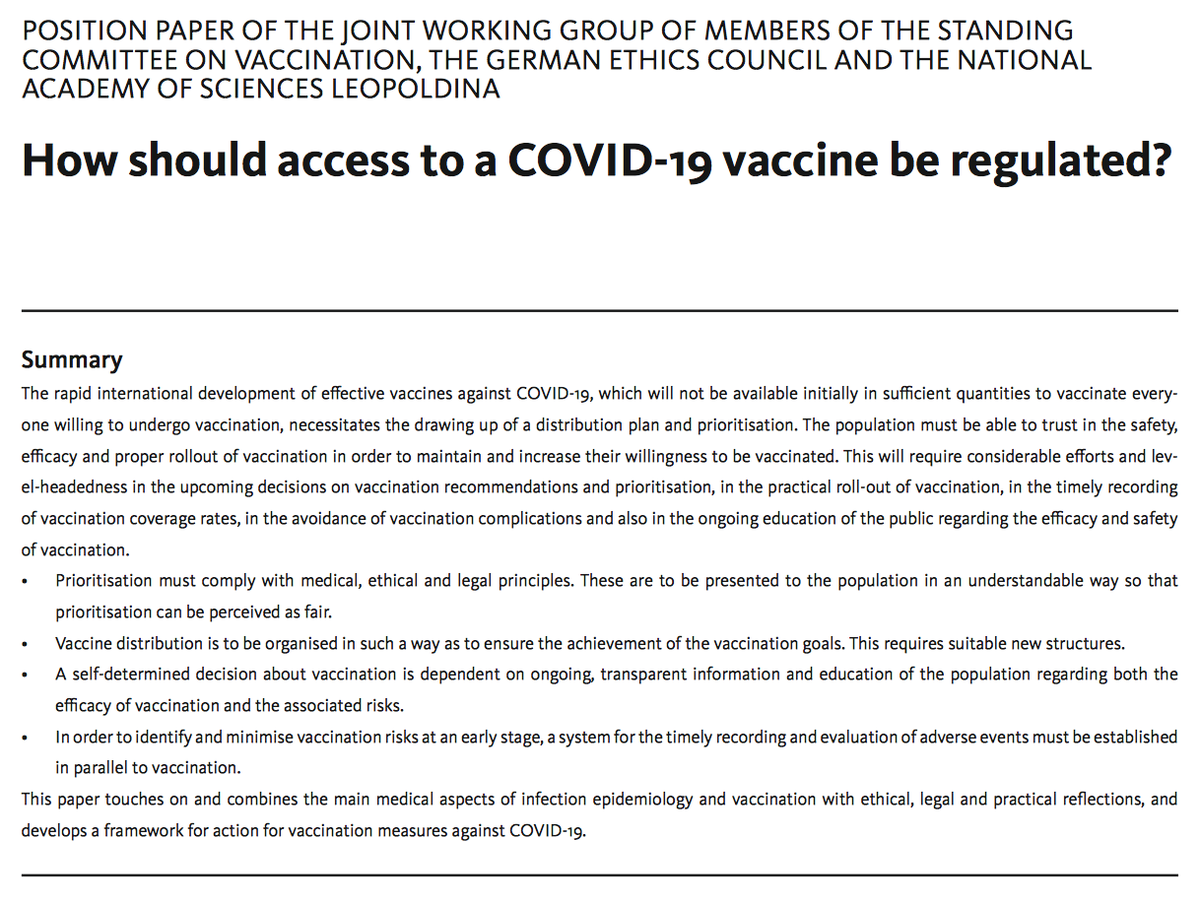 POSITION PAPER OF THE JOINT WORKING GROUP OF MEMBERS OF THE STANDING
COMMITTEE ON VACCINATION, THE GERMAN ETHICS COUNCIL AND THE NATIONAL
ACADEMY OF SCIENCES LEOPOLDINA
How should access to a COVID-19 vaccine be regulated?
Summary
The rapid international development of effective vaccines against COVID-19, which will not be available initially in sufficient quantities to vaccinate every-
one willing to undergo vaccination, necessitates the drawing up of a distribution plan and prioritisation. The population must be able to trust in the safety,
efficacy and proper rollout of vaccination in order to maintain and increase their willingness to be vaccinated. This will require considerable efforts and lev-
el-headedness in the upcoming decisions on vaccination recommendations and prioritisation, in the practical roll-out of vaccination, in the timely recording
of vaccination coverage rates, in the avoidance of vaccination complications and also in the ongoing education of the public regarding the efficacy and safety
of vaccination.
• Prioritisation must comply with medical, ethical and legal principles. These are to be presented to the population in an understandable way so that
prioritisation can be perceived as fair.
• Vaccine distribution is to be organised in such a way as to ensure the achievement of the vaccination goals. This requires suitable new structures.
• A self-determined decision about vaccination is dependent on ongoing, transparent information and education of the population regarding both the
efficacy of vaccination and the associated risks.
• In order to identify and minimise vaccination risks at an early stage, a system for the timely recording and evaluation of adverse events must be established
in parallel to vaccination.
This paper touches on and combines the main medical aspects of infection epidemiology and vaccination with ethical, legal and practical reflections, and
develops a framework for action for vaccination measures against COVID-19.